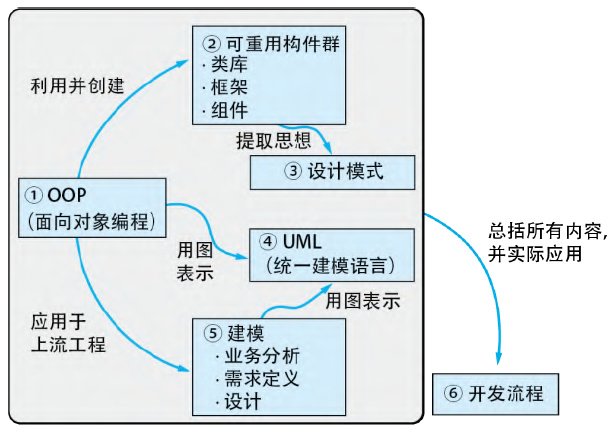 ② 可重用构件群
· 类库
· 框架
· 组件
利用并创建
提取思想
③ 设计模式
① OOP
（面向对象编程）
用图
表示
④ UML
（统一建模语言）
用图表示
应用于
上流工程
⑤ 建模
· 业务分析
· 需求定义
· 设计
总括所有内容，
并实际应用
⑥ 开发流程